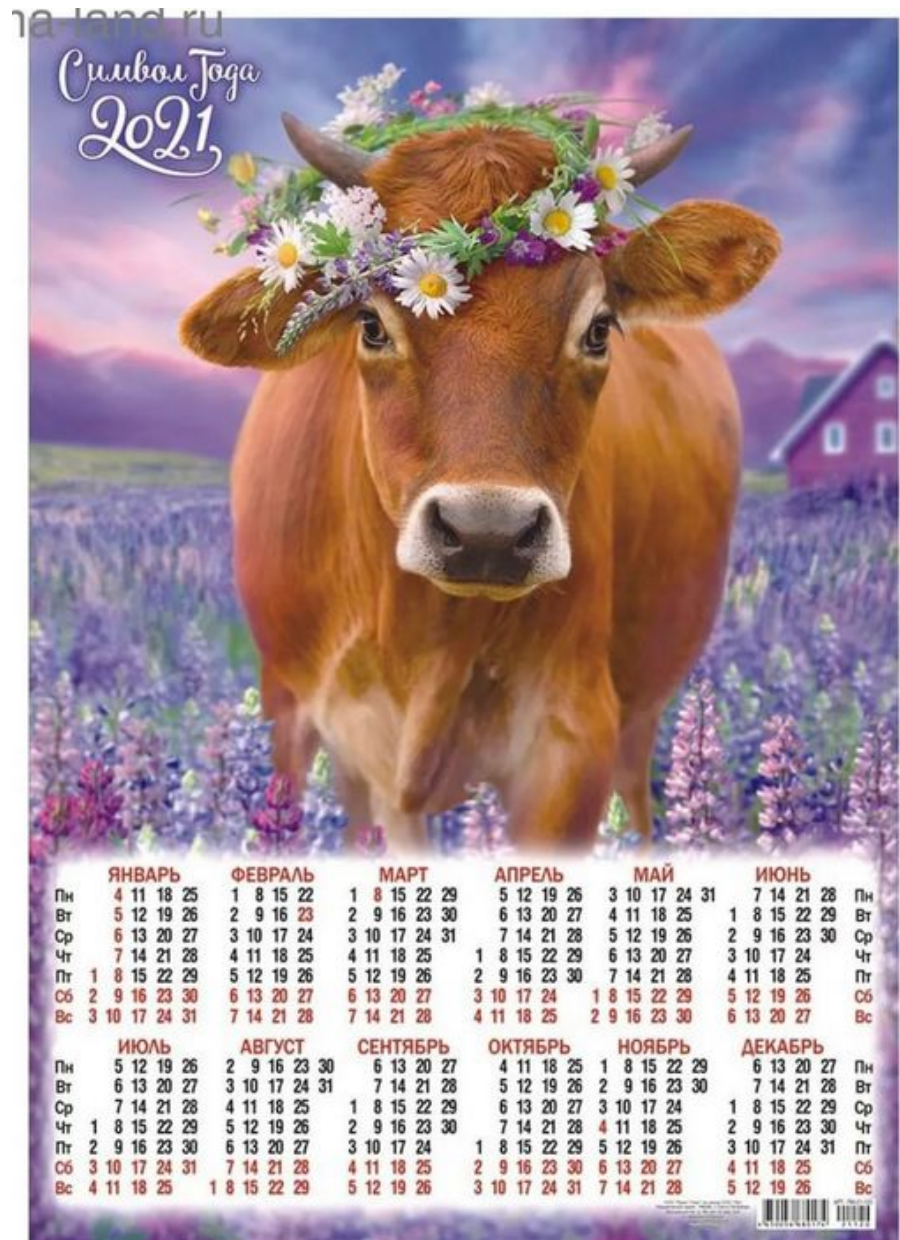 na-land.ru
Символ Года
2021
ЯНВАРЬ ФЕВРАЛЬ МАРТ АПРЕЛЬ МАЙ ИЮНЬ
Пн 4 11 18 25 1 8 15 22 1 8 15 22 29 5 12 19 26 3 10 17 24 31 7 14 21 28 Пн
Вт 5 12 19 26 2 9 16 23 2 9 16 23 30 6 13 20 27 4 11 18 25 1 8 15 22 29 Вт
Ср 6 13 20 27 3 10 17 24 3 10 17 24 31 7 14 21 28 5 12 19 26 2 9 16 23 30 Ср
Чт 7 14 21 28 4 11 18 25 4 11 18 25 1 8 15 22 29 6 13 20 27 3 10 17 24 Чт
Пт 1 8 15 22 29 5 12 19 26 5 12 19 26 2 9 16 23 30 7 14 21 28 4 11 18 25 Пт
Сб 2 9 16 23 30 6 13 20 27 6 13 20 27 3 10 17 24 1 8 15 22 29 5 12 19 26 Сб
Вс 3 10 17 24 31 7 14 21 28 7 14 21 28 4 11 18 25 2 9 16 23 30 6 13 20 27 Вс
ИЮЛЬ АВГУСТ СЕНТЯБРЬ ОКТЯБРЬ НОЯБРЬ ДЕКАБРЬ
Пн 5 12 19 26 2 9 16 23 30 6 13 20 27 4 11 18 25 1 8 15 22 29 6 13 20 27 Пн
Вт 6 13 20 27 3 10 17 24 31 7 14 21 28 5 12 19 26 2 9 16 23 30 7 14 21 28 Вт
Ср 7 14 21 28 4 11 18 25 1 8 15 22 29 6 13 20 27 3 10 17 24 1 8 15 22 29 Ср
Чт 1 8 15 22 29 5 12 19 26 2 9 16 23 30 7 14 21 28 4 11 18 25 2 9 16 23 30 Чт
Пт 2 9 16 23 30 6 13 20 27 3 10 17 24 1 8 15 22 29 5 12 19 26 3 10 17 24 31 Пт
Сб 3 10 17 24 31 7 14 21 28 4 11 18 25 2 9 16 23 30 6 13 20 27 4 11 18 25 Сб
Вс 4 11 18 25 1 8 15 22 29 5 12 19 26 3 10 17 24 31 7 14 21 28 5 12 19 26 Вс